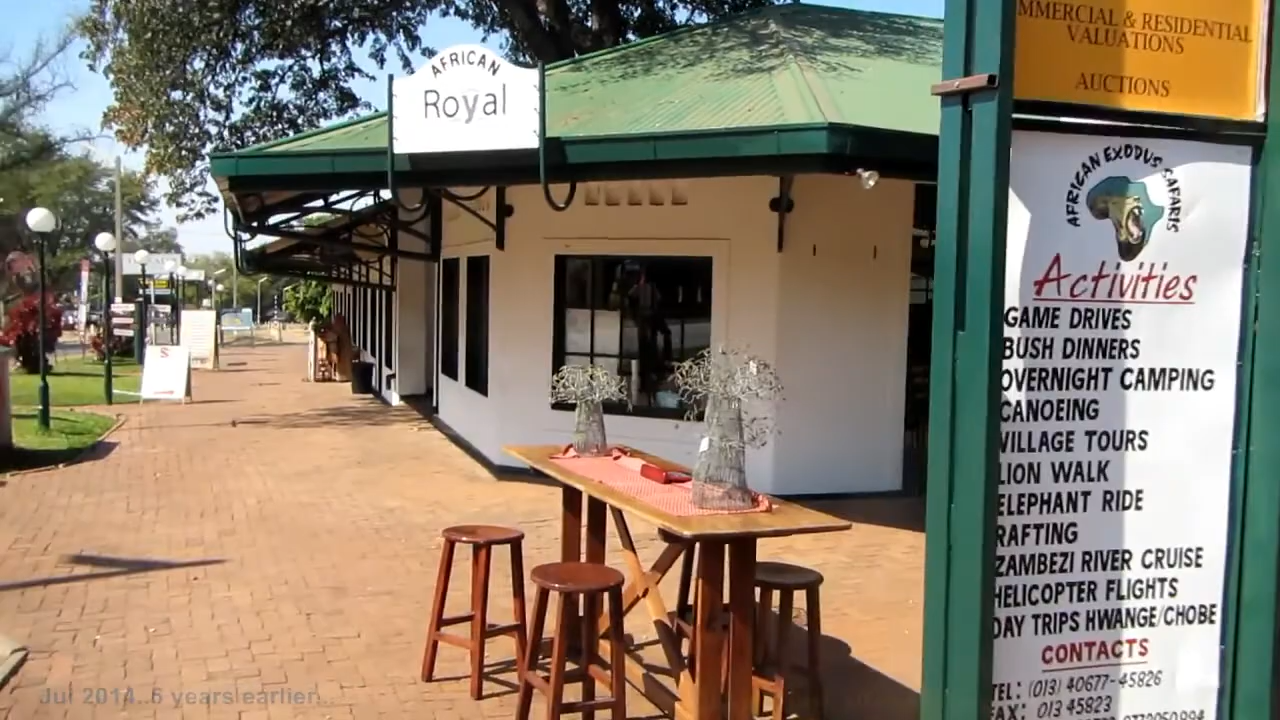 AFRICAN
Royal
MMERCIAL & RESIDENTIAL
VALUATIONS
AUCTIONS
AFRICAN EXODUS SAFARIS
Activities
GAME DRIVES
BUSH DINNERS
OVERNIGHT CAMPING
CANOEING
VILLAGE TOURS
LION WALK
ELEPHANT RIDE
RAFTING
ZAMBEZI RIVER CRUISE
HELICOPTER FLIGHTS
DAY TRIPS HWANGE/CHOBE
CONTACTS
TEL: (013) 40677-45826
FAX: 013 45823
Jul 2014..6 years earlier...